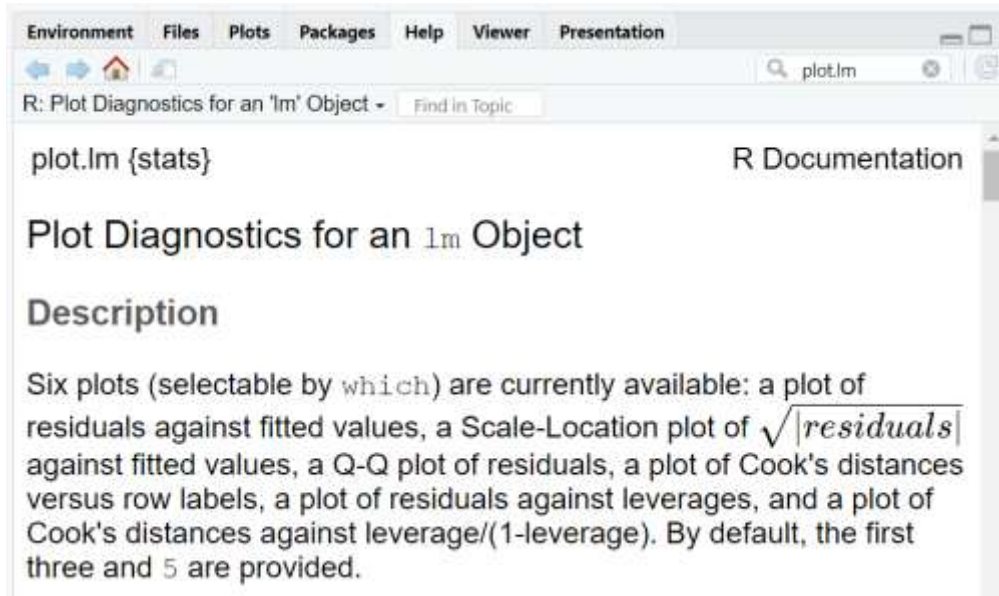 Environment Files Plots Packages Help Viewer Presentation
plot.lm
R: Plot Diagnostics for an 'lm' Object Find in Topic
plot.lm {stats} R Documentation
Plot Diagnostics for an lm Object
Description
Six plots (selectable by which) are currently available: a plot of
residuals against fitted values, a Scale-Location plot of √|residuals|
against fitted values, a Q-Q plot of residuals, a plot of Cook's distances
versus row labels, a plot of residuals against leverages, and a plot of
Cook's distances against leverage/(1-leverage). By default, the first
three and 5 are provided.